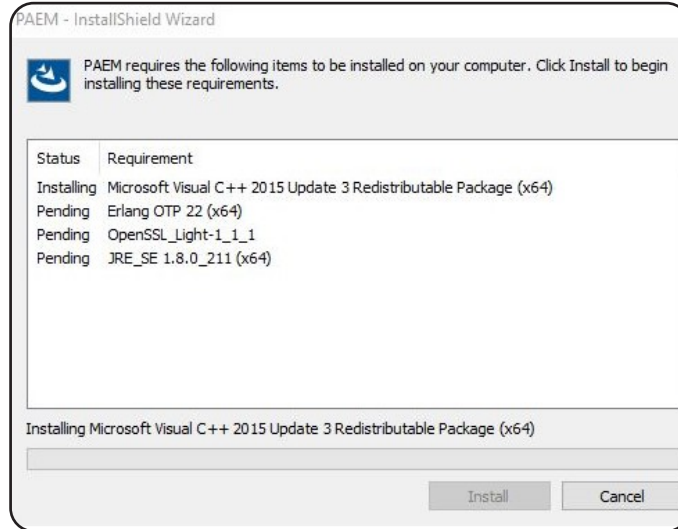 PAEM - InstallShield Wizard
PAEM requires the following items to be installed on your computer. Click Install to begin
installing these requirements.
Status Requirement
Installing Microsoft Visual C++ 2015 Update 3 Redistributable Package (x64)
Pending Erlang OTP 22 (x64)
Pending OpenSSL_Light-1_1_1
Pending JRE_SE 1.8.0_211 (x64)
Installing Microsoft Visual C++ 2015 Update 3 Redistributable Package (x64)
Install Cancel